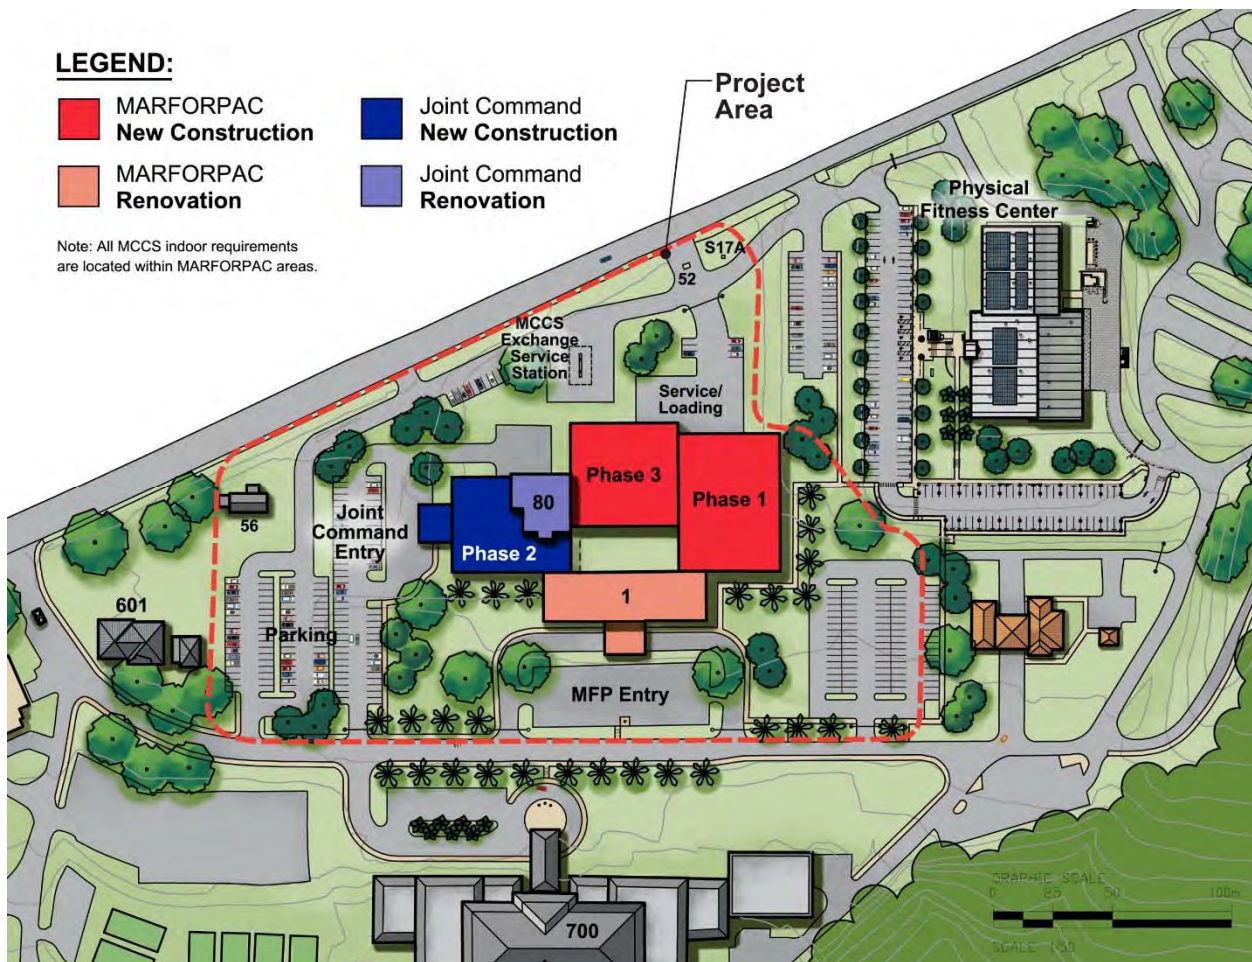 LEGEND:
MARFORPAC
New Construction
Joint Command
New Construction
MARFORPAC
Renovation
Joint Command
Renovation
Note: All MCCS indoor requirements
are located within MARFORPAC areas.
Project
Area
Physical
Fitness Center
S17A
52
MCCS
Exchange
Service
Station
Service/
Loading
Phase 3
Phase 1
80
Phase 2
56
Joint
Command
Entry
1
601
Parking
MFP Entry
700
GRAPHIC SCALE
0 25 50 100m